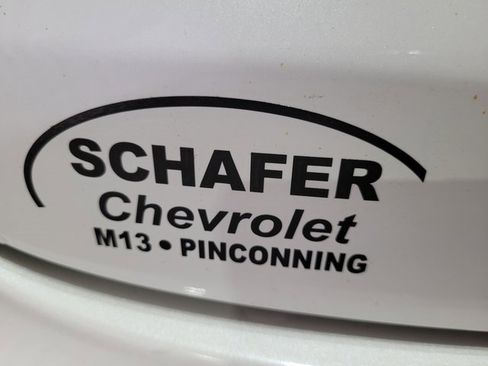 SCHAFER
Chevrolet
M13 • PINCONNING